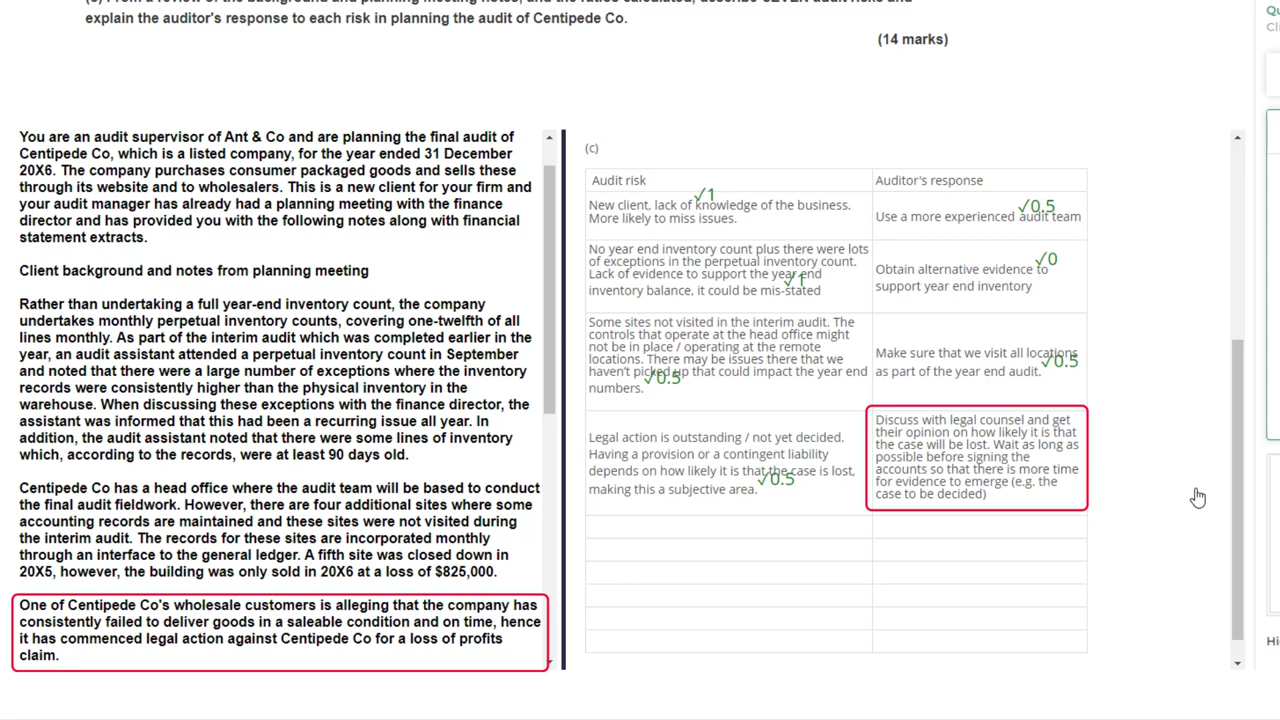 explain the auditor's response to each risk in planning the audit of Centipede Co.
(14 marks)
You are an audit supervisor of Ant & Co and are planning the final audit of
Centipede Co, which is a listed company, for the year ended 31 December
20X6. The company purchases consumer packaged goods and sells these
through its website and to wholesalers. This is a new client for your firm and
your audit manager has already had a planning meeting with the finance
director and has provided you with the following notes along with financial
statement extracts.
Client background and notes from planning meeting
Rather than undertaking a full year-end inventory count, the company
undertakes monthly perpetual inventory counts, covering one-twelfth of all
lines monthly. As part of the interim audit which was completed earlier in the
year, an audit assistant attended a perpetual inventory count in September
and noted that there were a large number of exceptions where the inventory
records were consistently higher than the physical inventory in the
warehouse. When discussing these exceptions with the finance director, the
assistant was informed that this had been a recurring issue all year. In
addition, the audit assistant noted that there were some lines of inventory
which, according to the records, were at least 90 days old.
Centipede Co has a head office where the audit team will be based to conduct
the final audit fieldwork. However, there are four additional sites where some
accounting records are maintained and these sites were not visited during
the interim audit. The records for these sites are incorporated monthly
through an interface to the general ledger. A fifth site was closed down in
20X5, however, the building was only sold in 20X6 at a loss of $825,000.
One of Centipede Co's wholesale customers is alleging that the company has
consistently failed to deliver goods in a saleable condition and on time, hence
it has commenced legal action against Centipede Co for a loss of profits
claim.
(c)
Audit risk
Auditor's response
✓1
New client, lack of knowledge of the business.
More likely to miss issues.
✓0.5
Use a more experienced audit team
No year end inventory count plus there were lots
of exceptions in the perpetual inventory count.
Lack of evidence to support the year end
inventory balance, it could be mis-stated
✓1
✓0
Obtain alternative evidence to
support year end inventory
Some sites not visited in the interim audit. The
controls that operate at the head office might
not be in place / operating at the remote
locations. There may be issues there that we
haven't picked up that could impact the year end
numbers.
✓0.5
Make sure that we visit all locations
as part of the year end audit.
✓0.5
Legal action is outstanding / not yet decided.
Having a provision or a contingent liability
depends on how likely it is that the case is lost,
making this a subjective area.
✓0.5
Discuss with legal counsel and get
their opinion on how likely it is that
the case will be lost. Wait as long as
possible before signing the
accounts so that there is more time
for evidence to emerge (e.g. the
case to be decided)